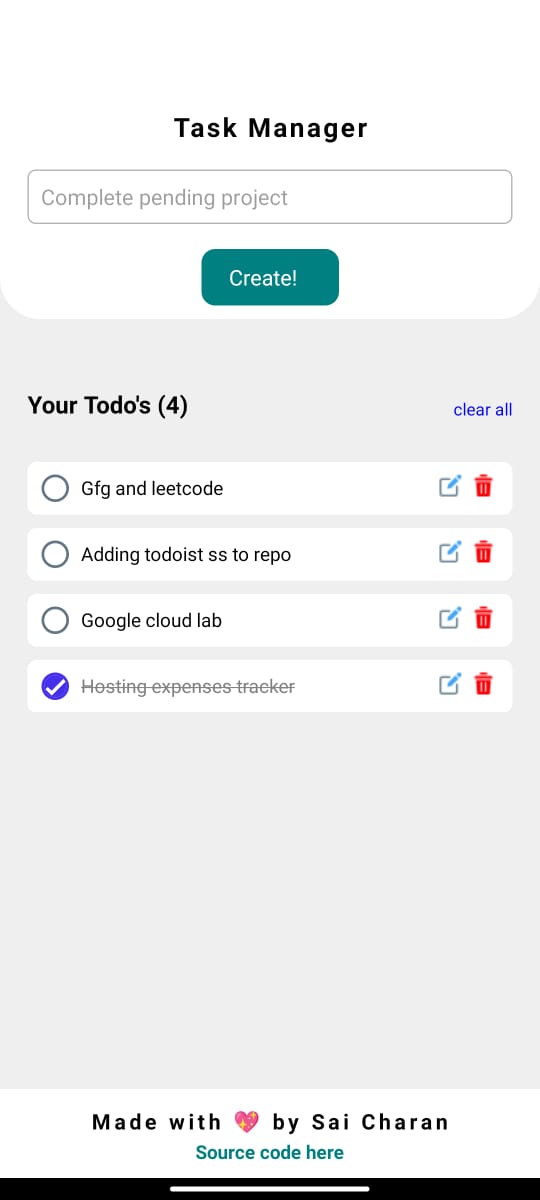 Task Manager
Complete pending project
Create!
Your Todo's (4)
clear all
Gfg and leetcode
Adding todoist ss to repo
Google cloud lab
Hosting expenses tracker
Made with 💖 by Sai Charan
Source code here